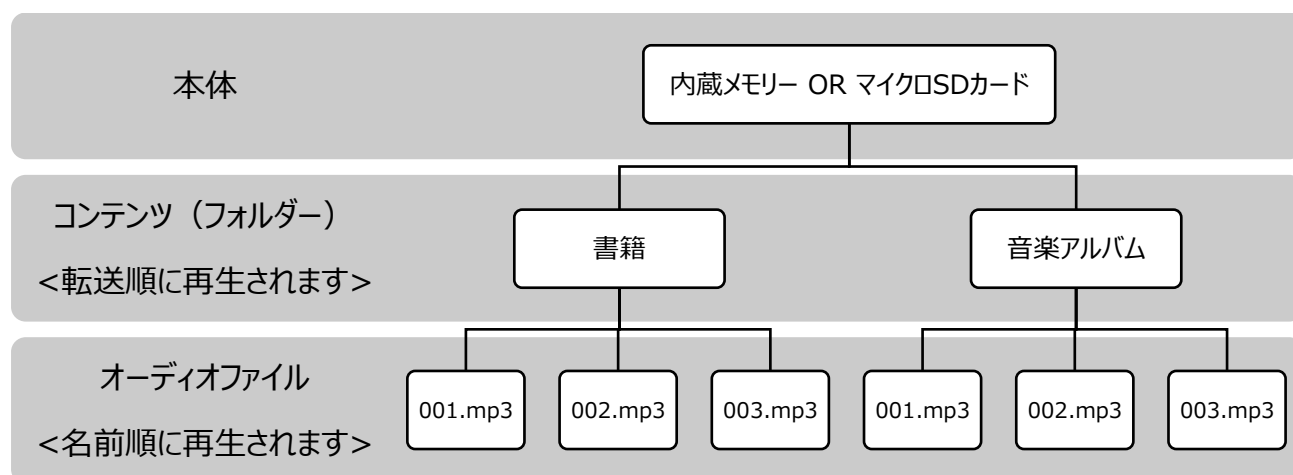 本体
内蔵メモリー OR マイクロSDカード
コンテンツ（フォルダー）
<転送順に再生されます>
書籍
音楽アルバム
オーディオファイル
<名前順に再生されます>
001.mp3
002.mp3
003.mp3
001.mp3
002.mp3
003.mp3